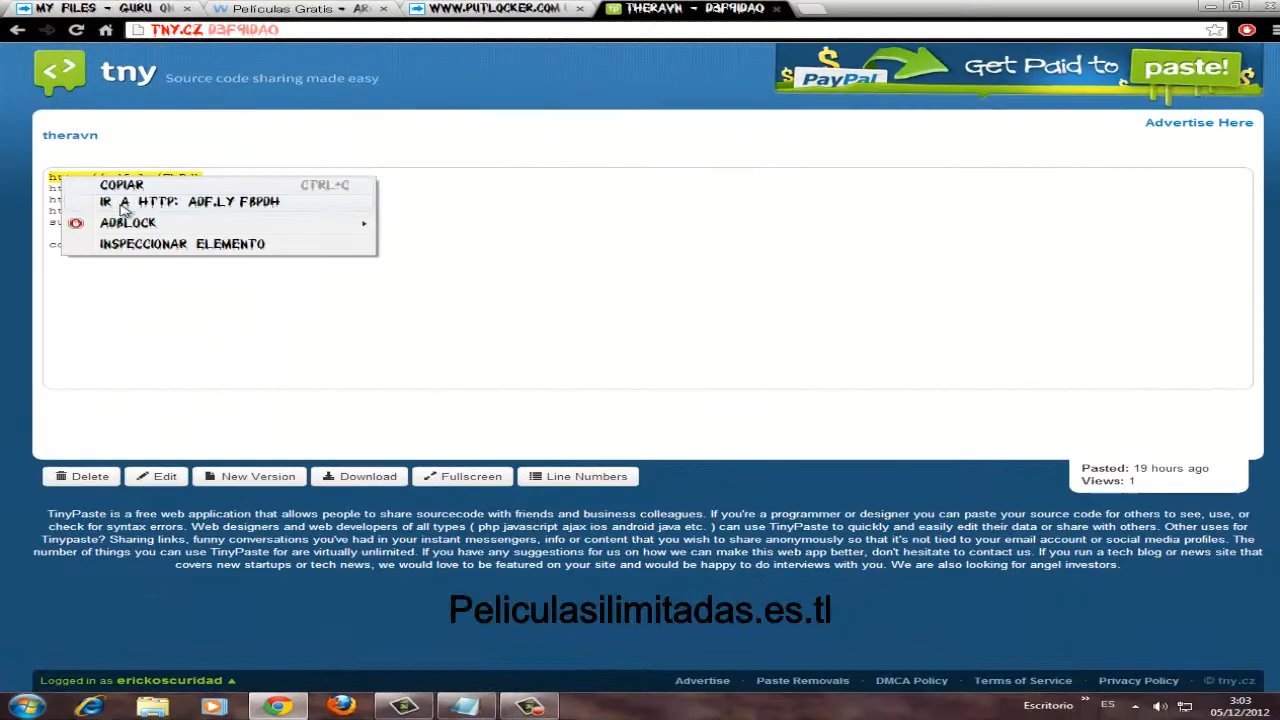 MY FILES - GURU ON
Películas Gratis - AR
WWW.PUTLOCKER.COM
THERAVN - D3F91DAO
TNY.CZ D3F91DAO
tny Source code sharing made easy
PayPal Get Paid to paste!
Advertise Here
theravn
COPIAR CTRL+C
IR A HTTP: ADF.LY FBPDH
ADBLOCK
INSPECCIONAR ELEMENTO
Delete Edit New Version Download Fullscreen Line Numbers
Pasted: 19 hours ago
Views: 1
TinyPaste is a free web application that allows people to share sourcecode with friends and business colleagues. If you're a programmer or designer you can paste your source code for others to see, use, or
check for syntax errors. Web designers and web developers of all types ( php javascript ajax ios android java etc. ) can use TinyPaste to quickly and easily edit their data or share with others. Other uses for
Tinypaste? Sharing links, funny conversations you've had in your instant messengers, info or content that you wish to share anonymously so that it's not tied to your email account or social media profiles. The
number of things you can use TinyPaste for are virtually unlimited. If you have any suggestions for us on how we can make this web app better, don't hesitate to contact us. If you run a tech blog or news site that
covers new startups or tech news, we would love to be featured on your site and would be happy to do interviews with you. We are also looking for angel investors.
Peliculasilimitadas.es.tl
Logged in as erickoscuridad
Advertise Paste Removals DMCA Policy Terms of Service Privacy Policy © tny.cz
Escritorio » ES 3:03
05/12/2012